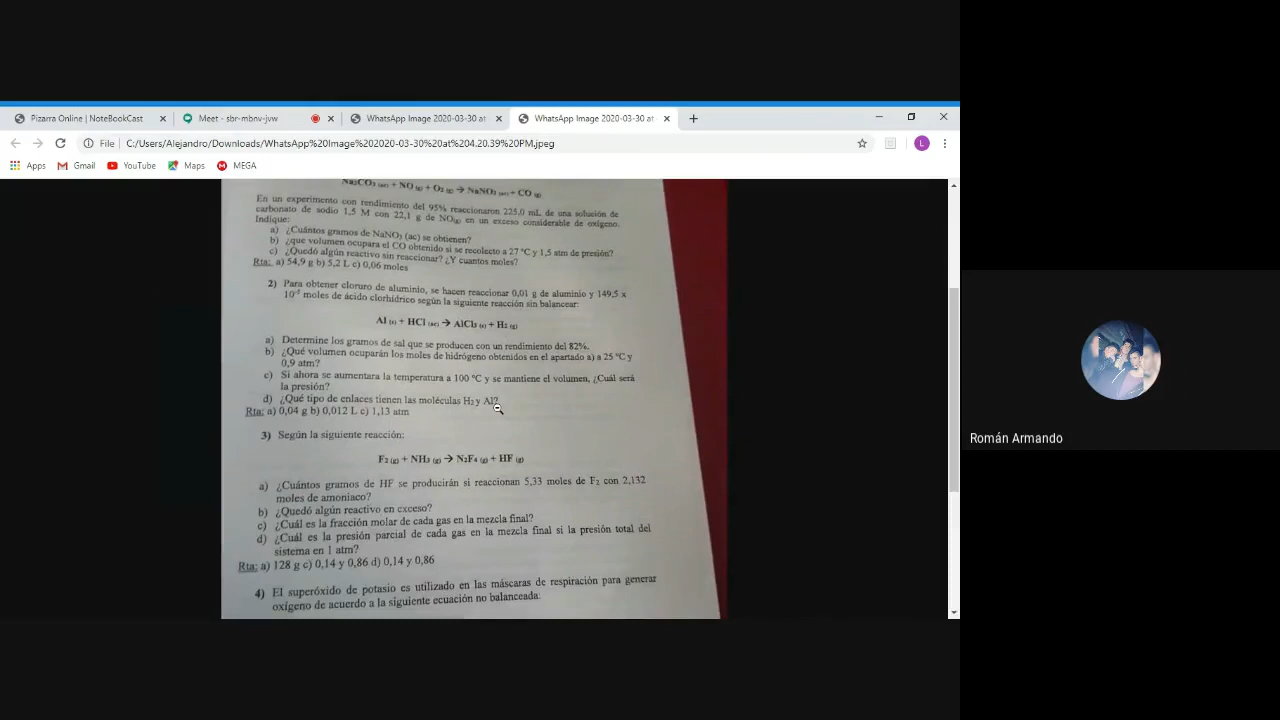 Pizarra Online | NoteBookCast
Meet - sbr-mbnv-jvw
WhatsApp Image 2020-03-30 at
WhatsApp Image 2020-03-30 at
File
C:/Users/Alejandro/Downloads/WhatsApp%20Image%202020-03-30%20at%204.20.39%20PM.jpeg
L
Apps
Gmail
YouTube
Maps
MEGA
Na₂CO₃ (ac) + NO (g) + O₂ (g) → NaNO₃ (ac) + CO (g)
En un experimento con rendimiento del 95% reaccionaron 225,0 mL de una solución de
carbonato de sodio 1,5 M con 22,1 g de NO(g) en un exceso considerable de oxígeno.
Indique:
a) ¿Cuántos gramos de NaNO₃ (ac) se obtienen?
b) ¿que volumen ocupara el CO obtenido si se recolecto a 27 °C y 1,5 atm de presión?
c) ¿Quedó algún reactivo sin reaccionar? ¿Y cuantos moles?
Rta: a) 54,9 g b) 5,2 L c) 0,06 moles
2) Para obtener cloruro de aluminio, se hacen reaccionar 0,01 g de aluminio y 149,5 x
10⁻⁵ moles de ácido clorhídrico según la siguiente reacción sin balancear:
Al (s) + HCl (ac) → AlCl₃ (s) + H₂ (g)
a) Determine los gramos de sal que se producen con un rendimiento del 82%.
b) ¿Qué volumen ocuparán los moles de hidrógeno obtenidos en el apartado a) a 25 °C y
0,9 atm?
c) Si ahora se aumentara la temperatura a 100 °C y se mantiene el volumen, ¿Cuál será
la presión?
d) ¿Qué tipo de enlaces tienen las moléculas H₂ y Al?
Rta: a) 0,04 g b) 0,012 L c) 1,13 atm
3) Según la siguiente reacción:
F₂ (g) + NH₃ (g) → N₂F₄ (g) + HF (g)
a) ¿Cuántos gramos de HF se producirán si reaccionan 5,33 moles de F₂ con 2,132
moles de amoniaco?
b) ¿Quedó algún reactivo en exceso?
c) ¿Cuál es la fracción molar de cada gas en la mezcla final?
d) ¿Cuál es la presión parcial de cada gas en la mezcla final si la presión total del
sistema en 1 atm?
Rta: a) 128 g c) 0,14 y 0,86 d) 0,14 y 0,86
4) El superóxido de potasio es utilizado en las máscaras de respiración para generar
oxígeno de acuerdo a la siguiente ecuación no balanceada:
Román Armando